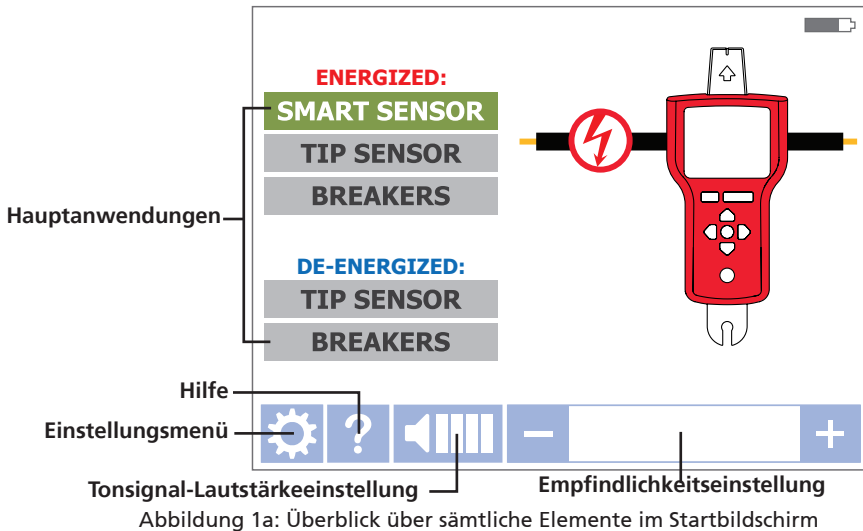 ENERGIZED:
SMART SENSOR
TIP SENSOR
BREAKERS
Hauptanwendungen
DE-ENERGIZED:
TIP SENSOR
BREAKERS
Hilfe
Einstellungsmenü
?
Tonsignal-Lautstärkeeinstellung
Empfindlichkeitseinstellung
Abbildung 1a: Überblick über sämtliche Elemente im Startbildschirm